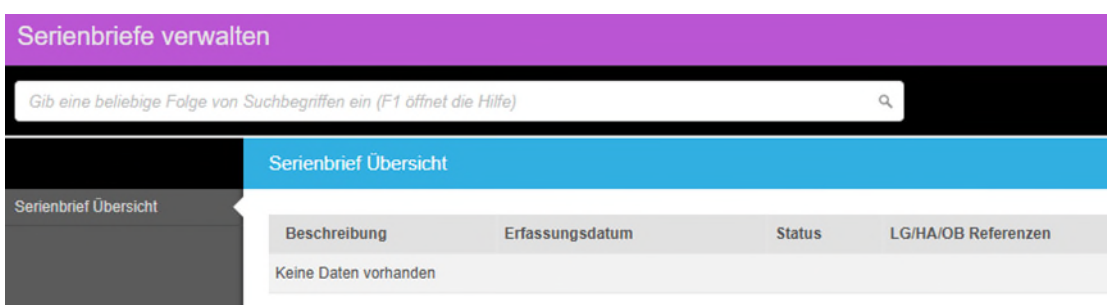 Serienbriefe verwalten
Gib eine beliebige Folge von Suchbegriffen ein (F1 öffnet die Hilfe)
Serienbrief Übersicht
Serienbrief Übersicht
Beschreibung Erfassungsdatum Status LG/HA/OB Referenzen
Keine Daten vorhanden